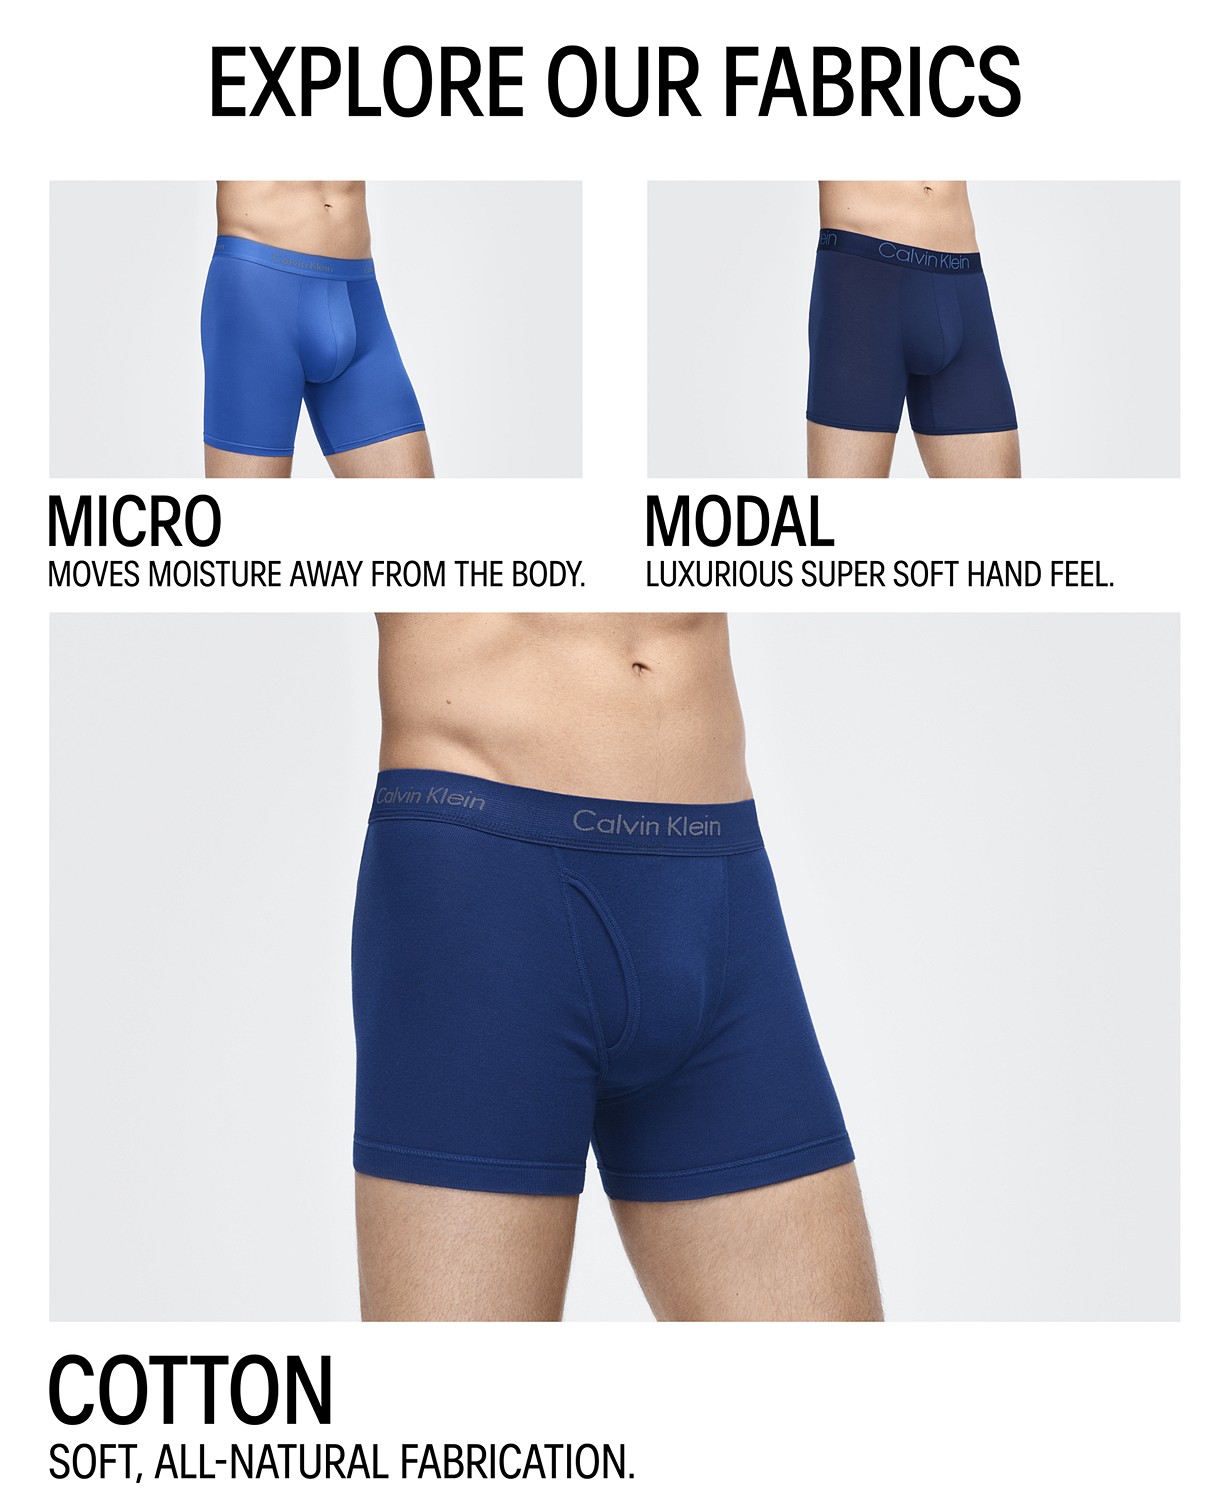 EXPLORE OUR FABRICS
Calvin Klein
ein
Calvin Klein
MICRO
MOVES MOISTURE AWAY FROM THE BODY.
MODAL
LUXURIOUS SUPER SOFT HAND FEEL.
Calvin Klein
Calvin Klein
COTTON
SOFT, ALL-NATURAL FABRICATION.